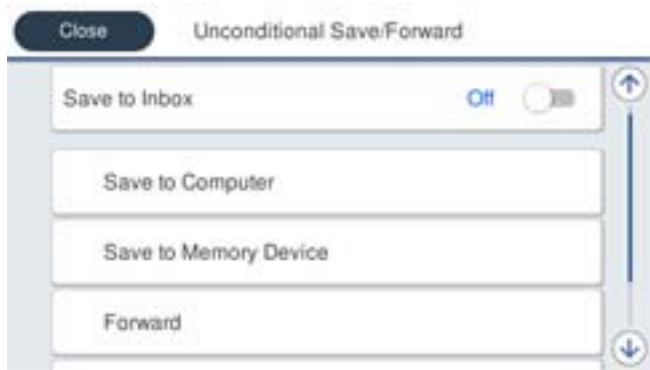 Close
Unconditional Save/Forward
Save to Inbox
Off
Save to Computer
Save to Memory Device
Forward